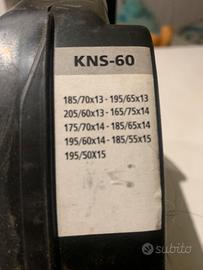 KNS-60
185/70x13 - 195/65x13
205/60x13 - 165/75x14
175/70x14 - 185/65x14
195/60x14 - 185/55x15
195/50X15
subito